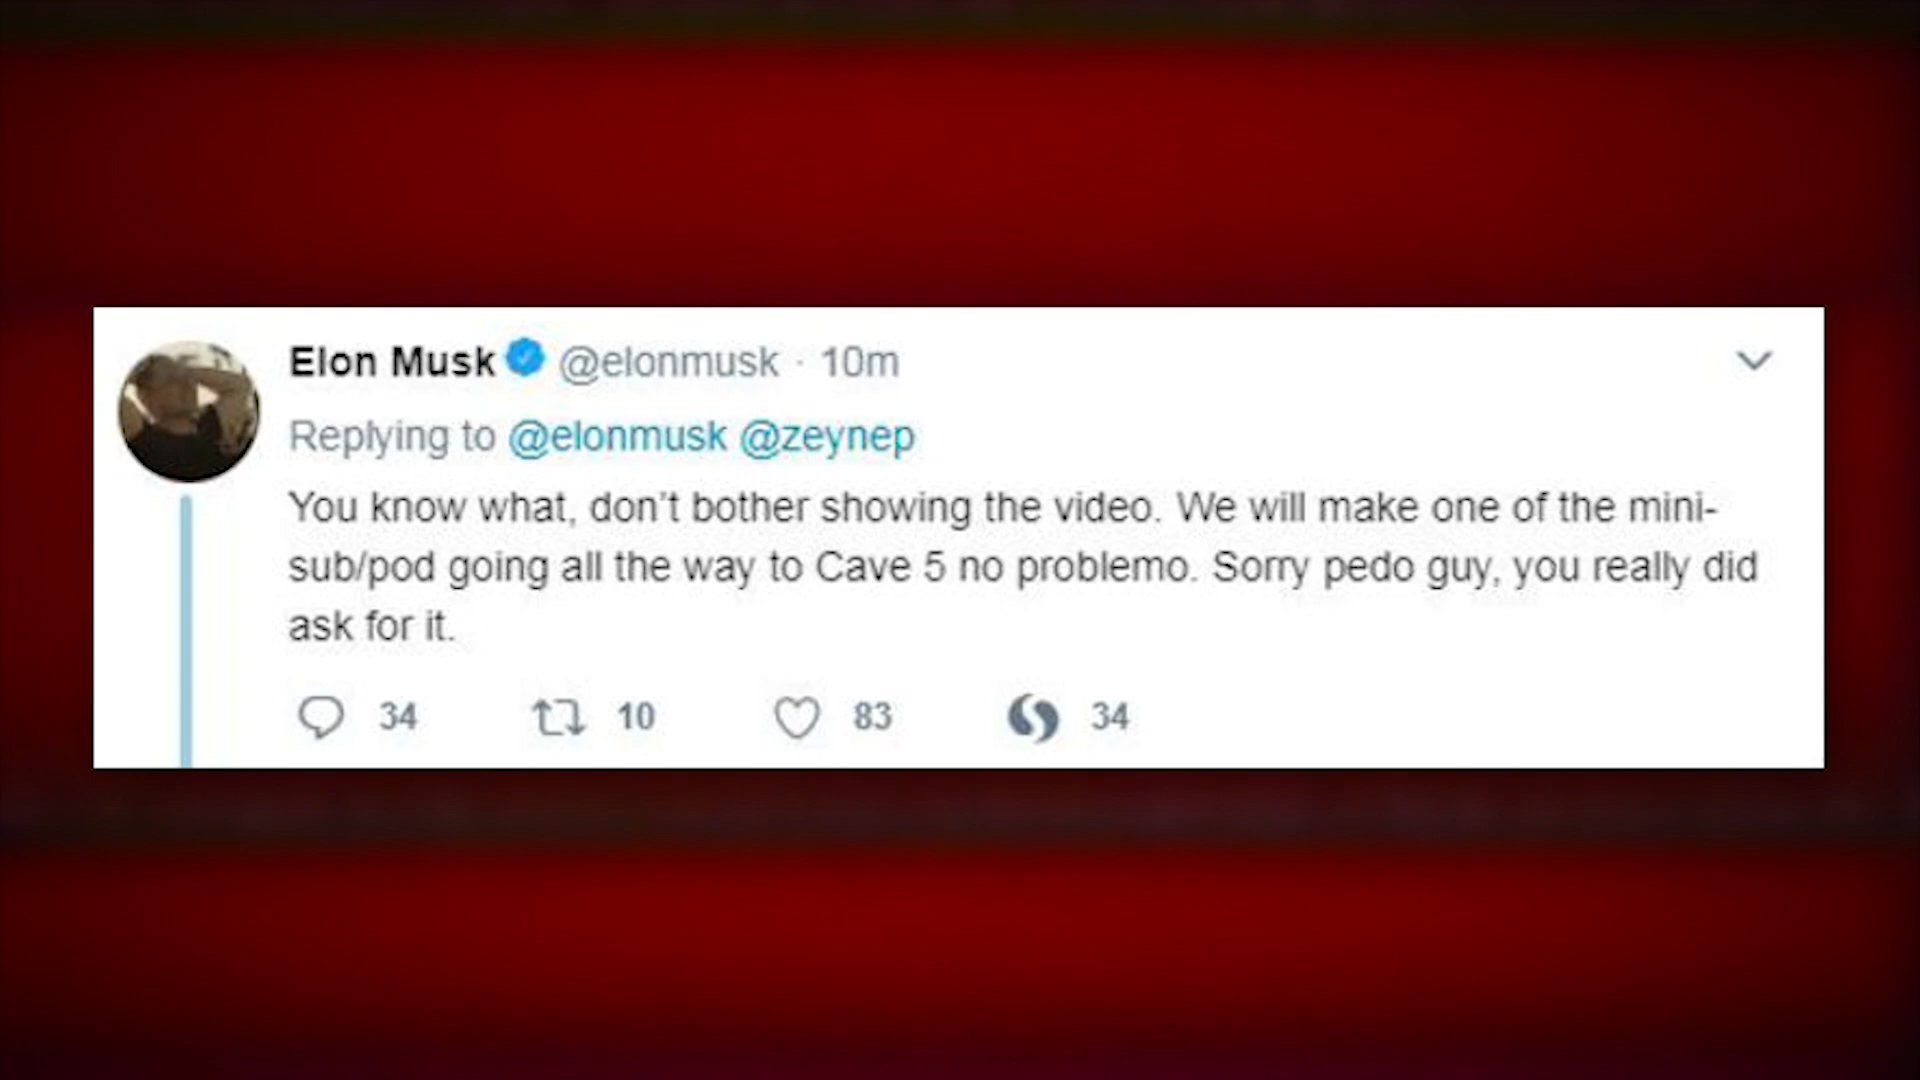 Elon Musk @elonmusk · 10m
Replying to @elonmusk @zeynep
You know what, don't bother showing the video. We will make one of the mini-
sub/pod going all the way to Cave 5 no problemo. Sorry pedo guy, you really did
ask for it.
34 10 83 34